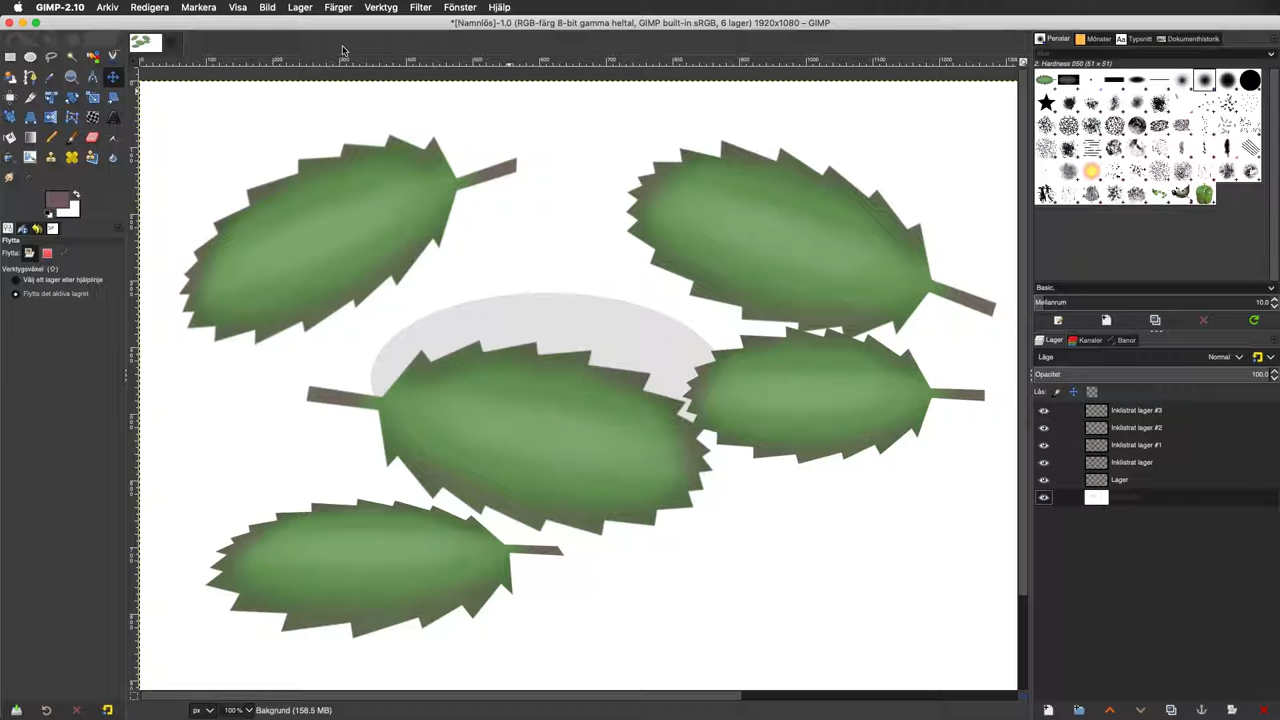 GIMP-2.10 Arkiv Redigera Markera Visa Bild Lager Färger Verktyg Filter Fönster Hjälp
*[Namnlös]-1.0 (RGB-färg 8-bit gamma heltal, GIMP built-in sRGB, 6 lager) 1920x1080 – GIMP
Penslar Mönster Aa Typsnitt Dokumenthistorik
2. Hardness 050 (51 × 51)
Flytta
Flytta:
Verktygsväxel (⇧)
Välj ett lager eller hjälplinje
Flytta det aktiva lagret
Basic,
Mellanrum 10.0
Lager Kanaler Banor
Läge Normal
Opacitet 100.0
Lås:
Inklistrat lager #3
Inklistrat lager #2
Inklistrat lager #1
Inklistrat lager
Lager
px 100% Bakgrund (158.5 MB)